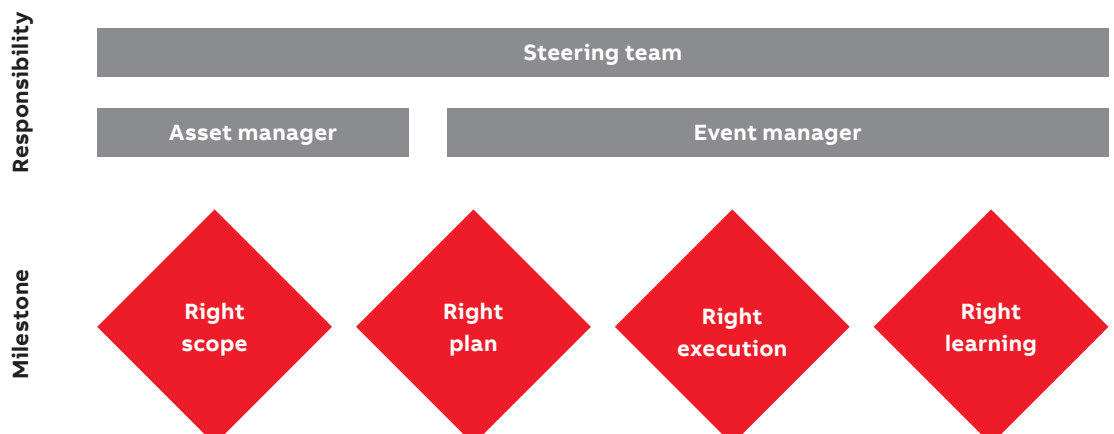 Responsibility
Steering team
Asset manager
Event manager
Milestone
Right
scope
Right
plan
Right
execution
Right
learning